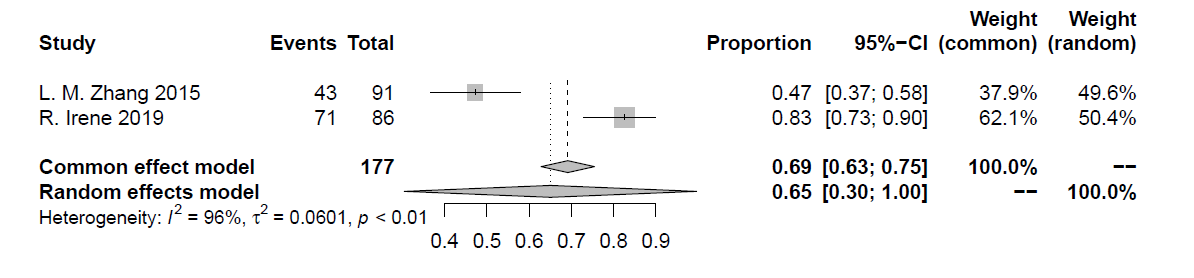 Weight Weight
Study Events Total Proportion 95%−CI (common) (random)
L. M. Zhang 2015 43 91 0.47 [0.37; 0.58] 37.9% 49.6%
R. Irene 2019 71 86 0.83 [0.73; 0.90] 62.1% 50.4%
Common effect model 177 0.69 [0.63; 0.75] 100.0% −−
Random effects model 0.65 [0.30; 1.00] −− 100.0%
Heterogeneity: I² = 96%, τ² = 0.0601, p < 0.01
0.4 0.5 0.6 0.7 0.8 0.9